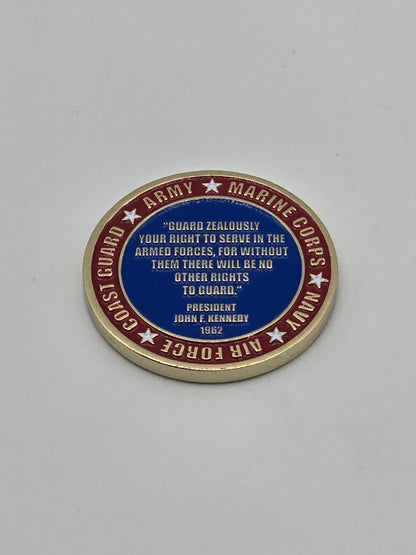 ARMY ★ MARINE CORPS ★ NAVY ★ AIR FORCE ★ COAST GUARD ★
"GUARD ZEALOUSLY
YOUR RIGHT TO SERVE IN THE
ARMED FORCES, FOR WITHOUT
THEM THERE WILL BE NO
OTHER RIGHTS
TO GUARD."
PRESIDENT
JOHN F. KENNEDY
1962